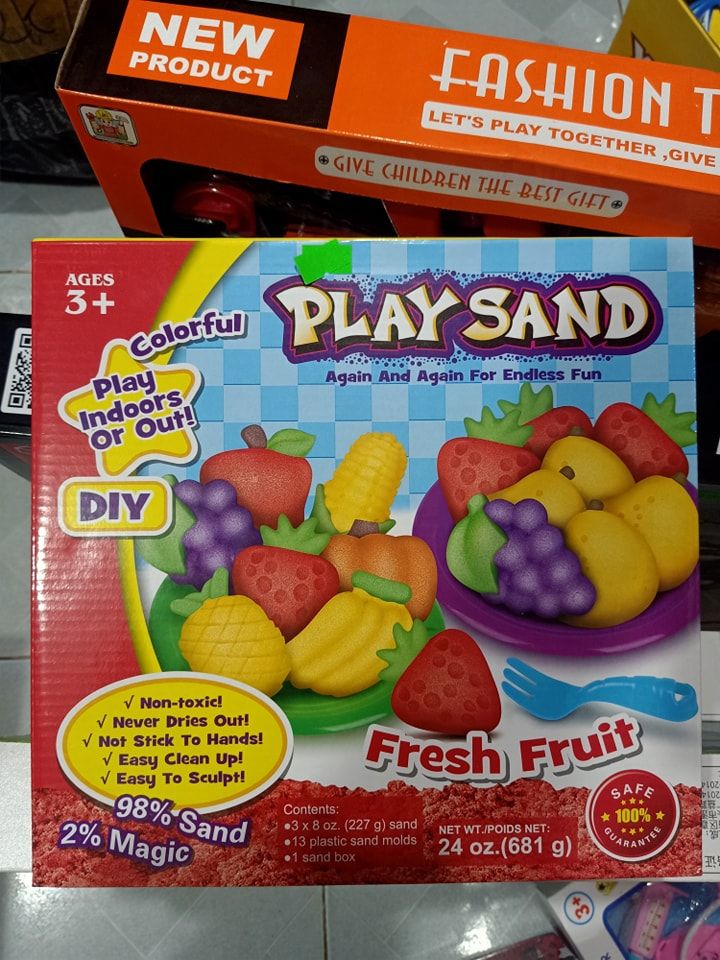 NEW
PRODUCT
FASHION T
LET'S PLAY TOGETHER ,GIVE
GIVE CHILDREN THE BEST GIFT
AGES
3+
Colorful
Play
Indoors
or Out!
DIY
PLAY SAND
Again And Again For Endless Fun
√ Non-toxic!
√ Never Dries Out!
√ Not Stick To Hands!
√ Easy Clean Up!
√ Easy To Sculpt!
98% Sand
2% Magic
Fresh Fruit
Contents:
●3 x 8 oz. (227 g) sand
●13 plastic sand molds
●1 sand box
NET WT./POIDS NET:
24 oz.(681 g)
SAFE
100%
GUARANTEE
3+